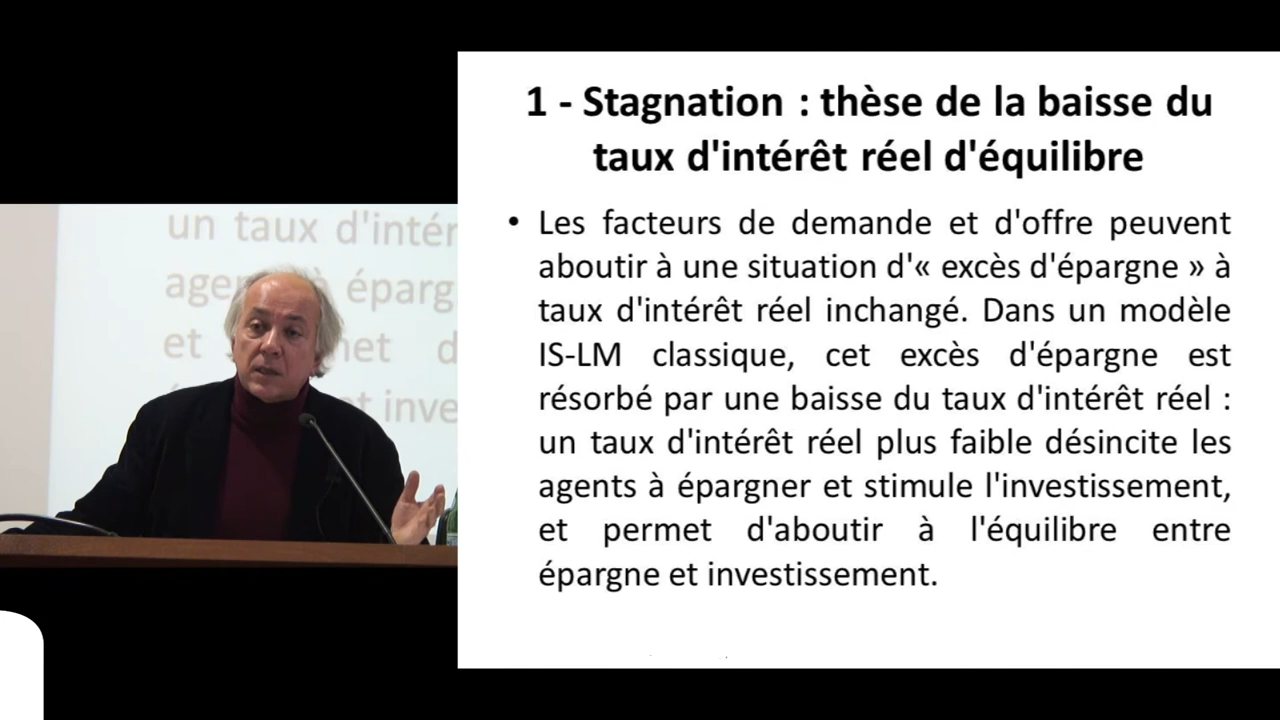 1 - Stagnation : thèse de la baisse du
taux d'intérêt réel d'équilibre
• Les facteurs de demande et d'offre peuvent
aboutir à une situation d'« excès d'épargne » à
taux d'intérêt réel inchangé. Dans un modèle
IS-LM classique, cet excès d'épargne est
résorbé par une baisse du taux d'intérêt réel :
un taux d'intérêt réel plus faible désincite les
agents à épargner et stimule l'investissement,
et permet d'aboutir à l'équilibre entre
épargne et investissement.
un taux d'intér
age à éparg
et met d
t inve